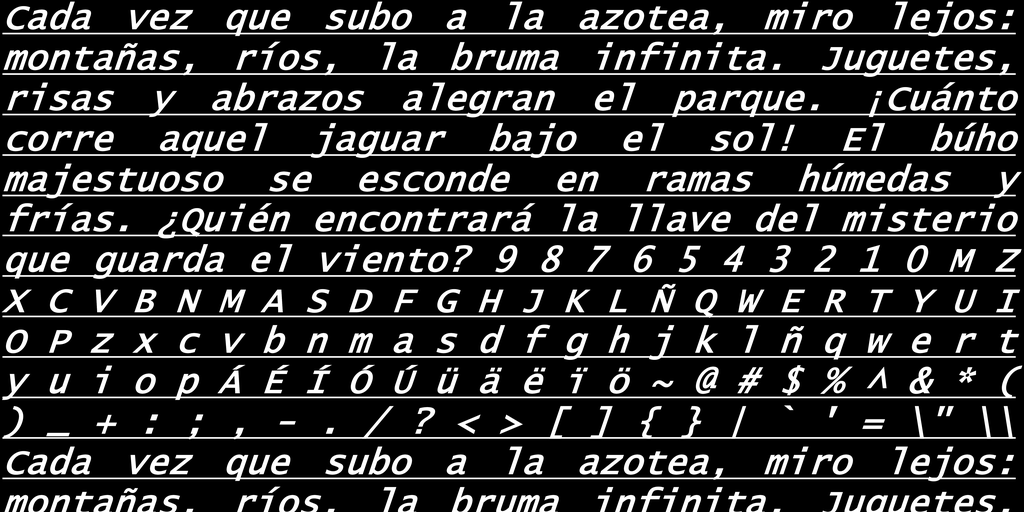 Cada vez que subo a la azotea, miro lejos:
montañas, ríos, la bruma infinita. Juguetes,
risas y abrazos alegran el parque. ¡Cuánto
corre aquel jaguar bajo el sol! El búho
majestuoso se esconde en ramas húmedas y
frías. ¿Quién encontrará la llave del misterio
que guarda el viento? 9 8 7 6 5 4 3 2 1 0 M Z
X C V B N M A S D F G H J K L Ñ Q W E R T Y U I
O P z x c v b n m a s d f g h j k l ñ q w e r t
y u i o p Á É Í Ó Ú ü ä ë ï ö ~ @ # $ % ^ & * (
) _ + : ; , - . / ? < > [ ] { } | ` ' = \" \\
Cada vez que subo a la azotea, miro lejos:
montañas, ríos, la bruma infinita. Juguetes,